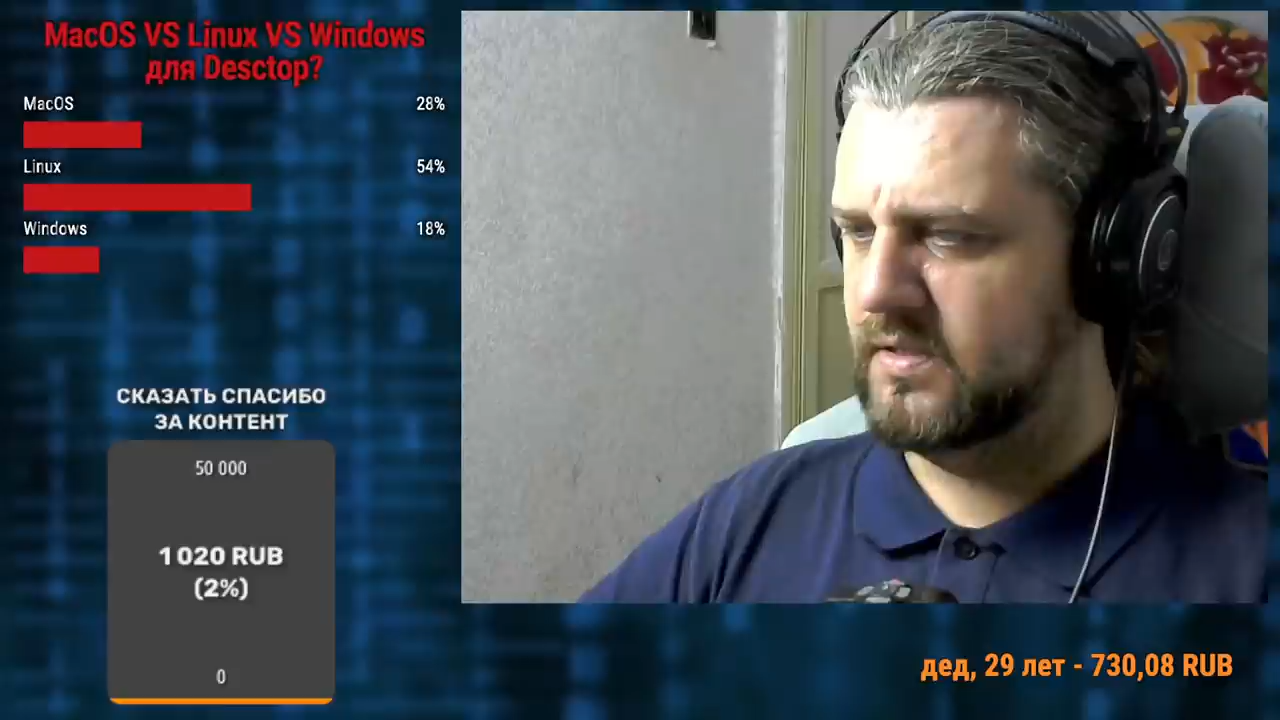 MacOS VS Linux VS Windows
для Desctop?
MacOS 28%
Linux 54%
Windows 18%
СКАЗАТЬ СПАСИБО
ЗА КОНТЕНТ
50 000
1 020 RUB
(2%)
0
дед, 29 лет - 730,08 RUB